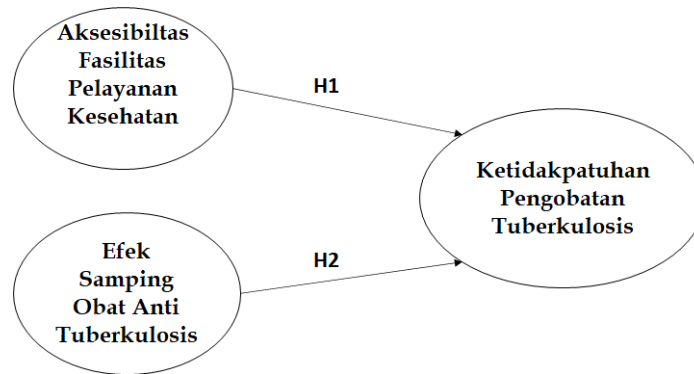 Aksesibiltas
Fasilitas
Pelayanan
Kesehatan
H1
Ketidakpatuhan
Pengobatan
Tuberkulosis
Efek
Samping
Obat Anti
Tuberkulosis
H2